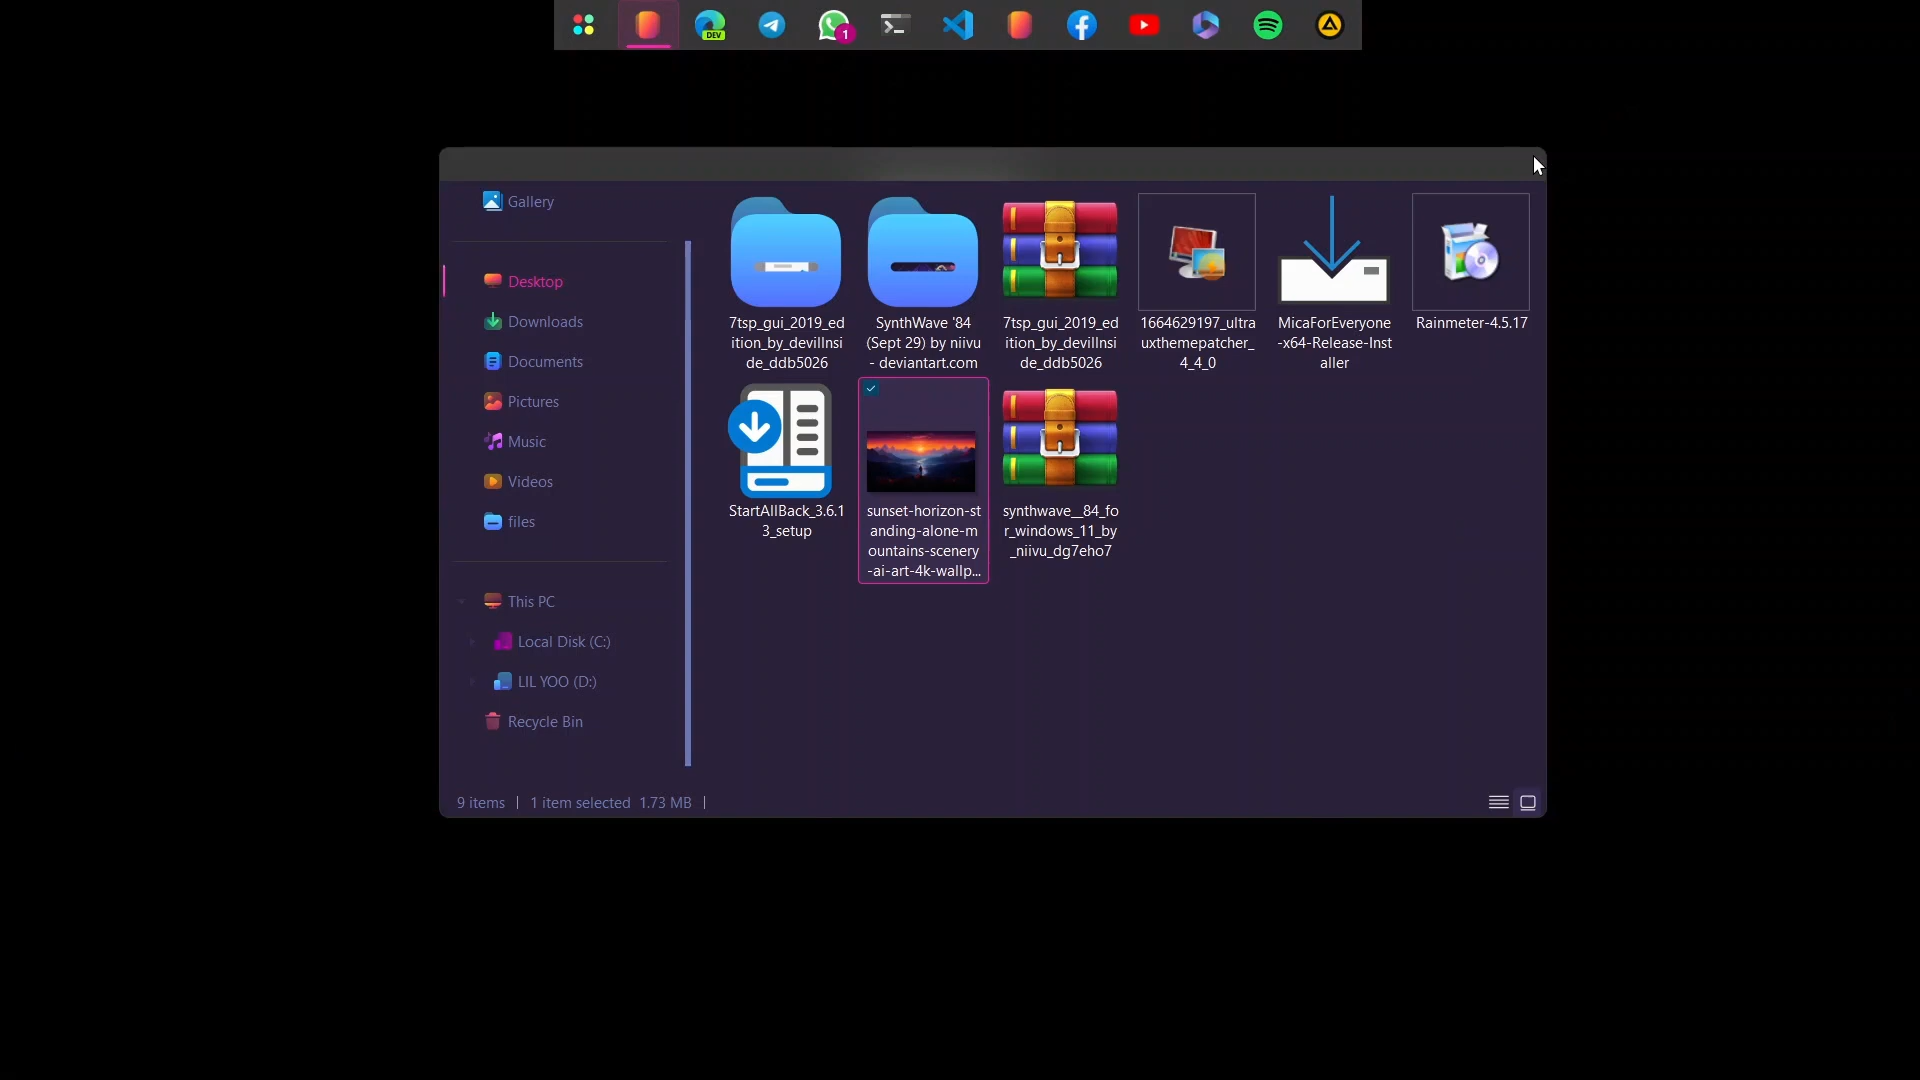 DEV
1
Gallery
Desktop
Downloads
Documents
Pictures
Music
Videos
files
This PC
Local Disk (C:)
LIL YOO (D:)
Recycle Bin
7tsp_gui_2019_ed
ition_by_devillnsi
de_ddb5026
SynthWave '84
(Sept 29) by niivu
- deviantart.com
7tsp_gui_2019_ed
ition_by_devillnsi
de_ddb5026
1664629197_ultra
uxthemepatcher_
4_4_0
MicaForEveryone
-x64-Release-Inst
aller
Rainmeter-4.5.17
StartAllBack_3.6.1
3_setup
sunset-horizon-st
anding-alone-m
ountains-scenery
-ai-art-4k-wallp...
synthwave__84_fo
r_windows_11_by
_niivu_dg7eho7
9 items | 1 item selected 1.73 MB |